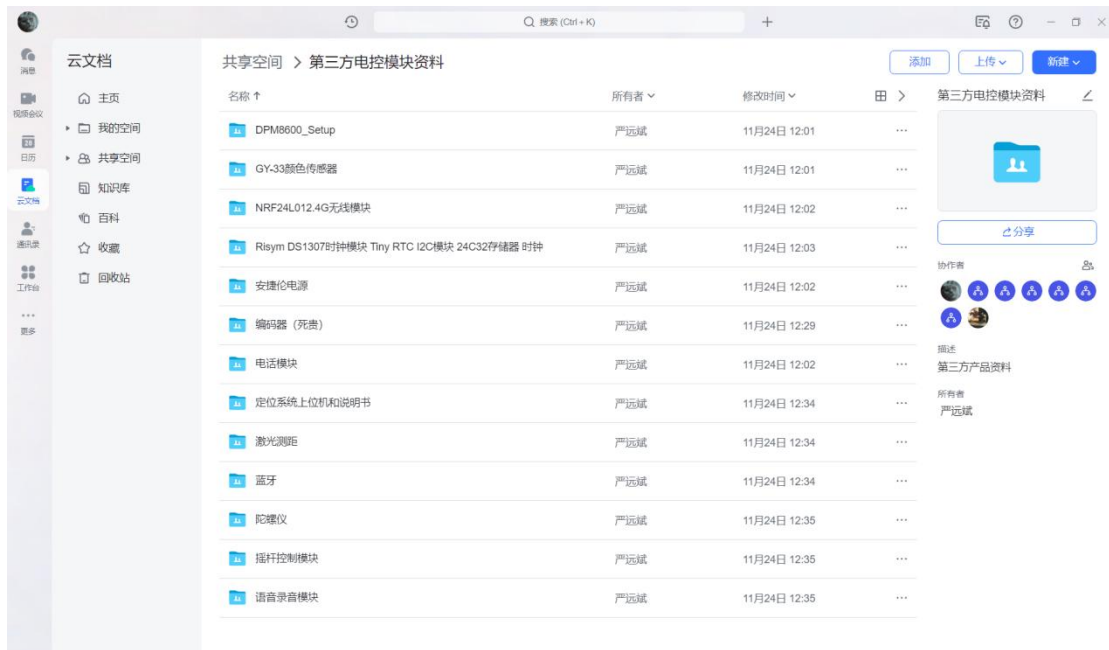 搜索 (Ctrl + K)
消息
视频会议
28
日历
云文档
通讯录
工作台
更多
云文档
主页
我的空间
共享空间
知识库
百科
收藏
回收站
共享空间 > 第三方电控模块资料
添加
上传
新建
名称 ↑ 所有者 修改时间
DPM8600_Setup 严远斌 11月24日 12:01 ...
GY-33颜色传感器 严远斌 11月24日 12:01 ...
NRF24L012.4G无线模块 严远斌 11月24日 12:02 ...
Risym DS1307时钟模块 Tiny RTC I2C模块 24C32存储器 时钟 严远斌 11月24日 12:03 ...
安捷伦电源 严远斌 11月24日 12:02 ...
编码器（死贵） 严远斌 11月24日 12:29 ...
电话模块 严远斌 11月24日 12:02 ...
定位系统上位机和说明书 严远斌 11月24日 12:34 ...
激光测距 严远斌 11月24日 12:34 ...
蓝牙 严远斌 11月24日 12:34 ...
陀螺仪 严远斌 11月24日 12:35 ...
摇杆控制模块 严远斌 11月24日 12:35 ...
语音录音模块 严远斌 11月24日 12:35 ...
第三方电控模块资料
分享
协作者
描述
第三方产品资料
所有者
严远斌